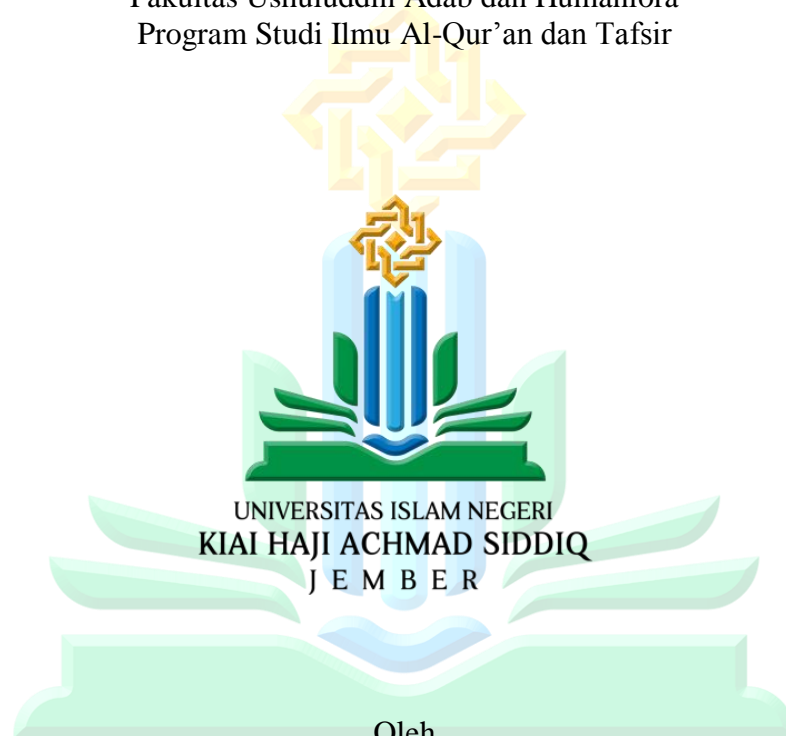 Fakultas Ushuluddin Adab dan Humaniora
Program Studi Ilmu Al-Qur’an dan Tafsir
UNIVERSITAS ISLAM NEGERI
KIAI HAJI ACHMAD SIDDIQ
JEMBER
Oleh